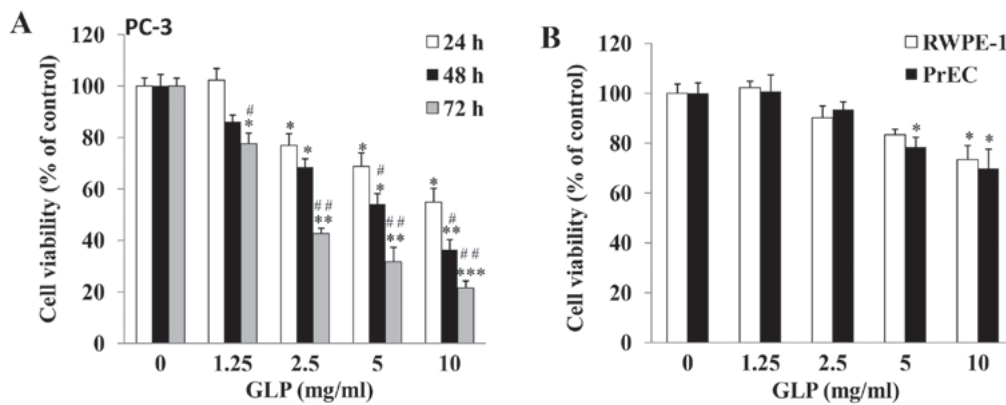 A
PC-3
Cell viability (% of control)
120
100
80
60
40
20
0
24 h
48 h
72 h
#
*
*
*
##
**
*
#
*
##
**
*
#
**
##
***
0 1.25 2.5 5 10
GLP (mg/ml)
B
Cell viability (% of control)
120
100
80
60
40
20
0
RWPE-1
PrEC
*
* *
0 1.25 2.5 5 10
GLP (mg/ml)